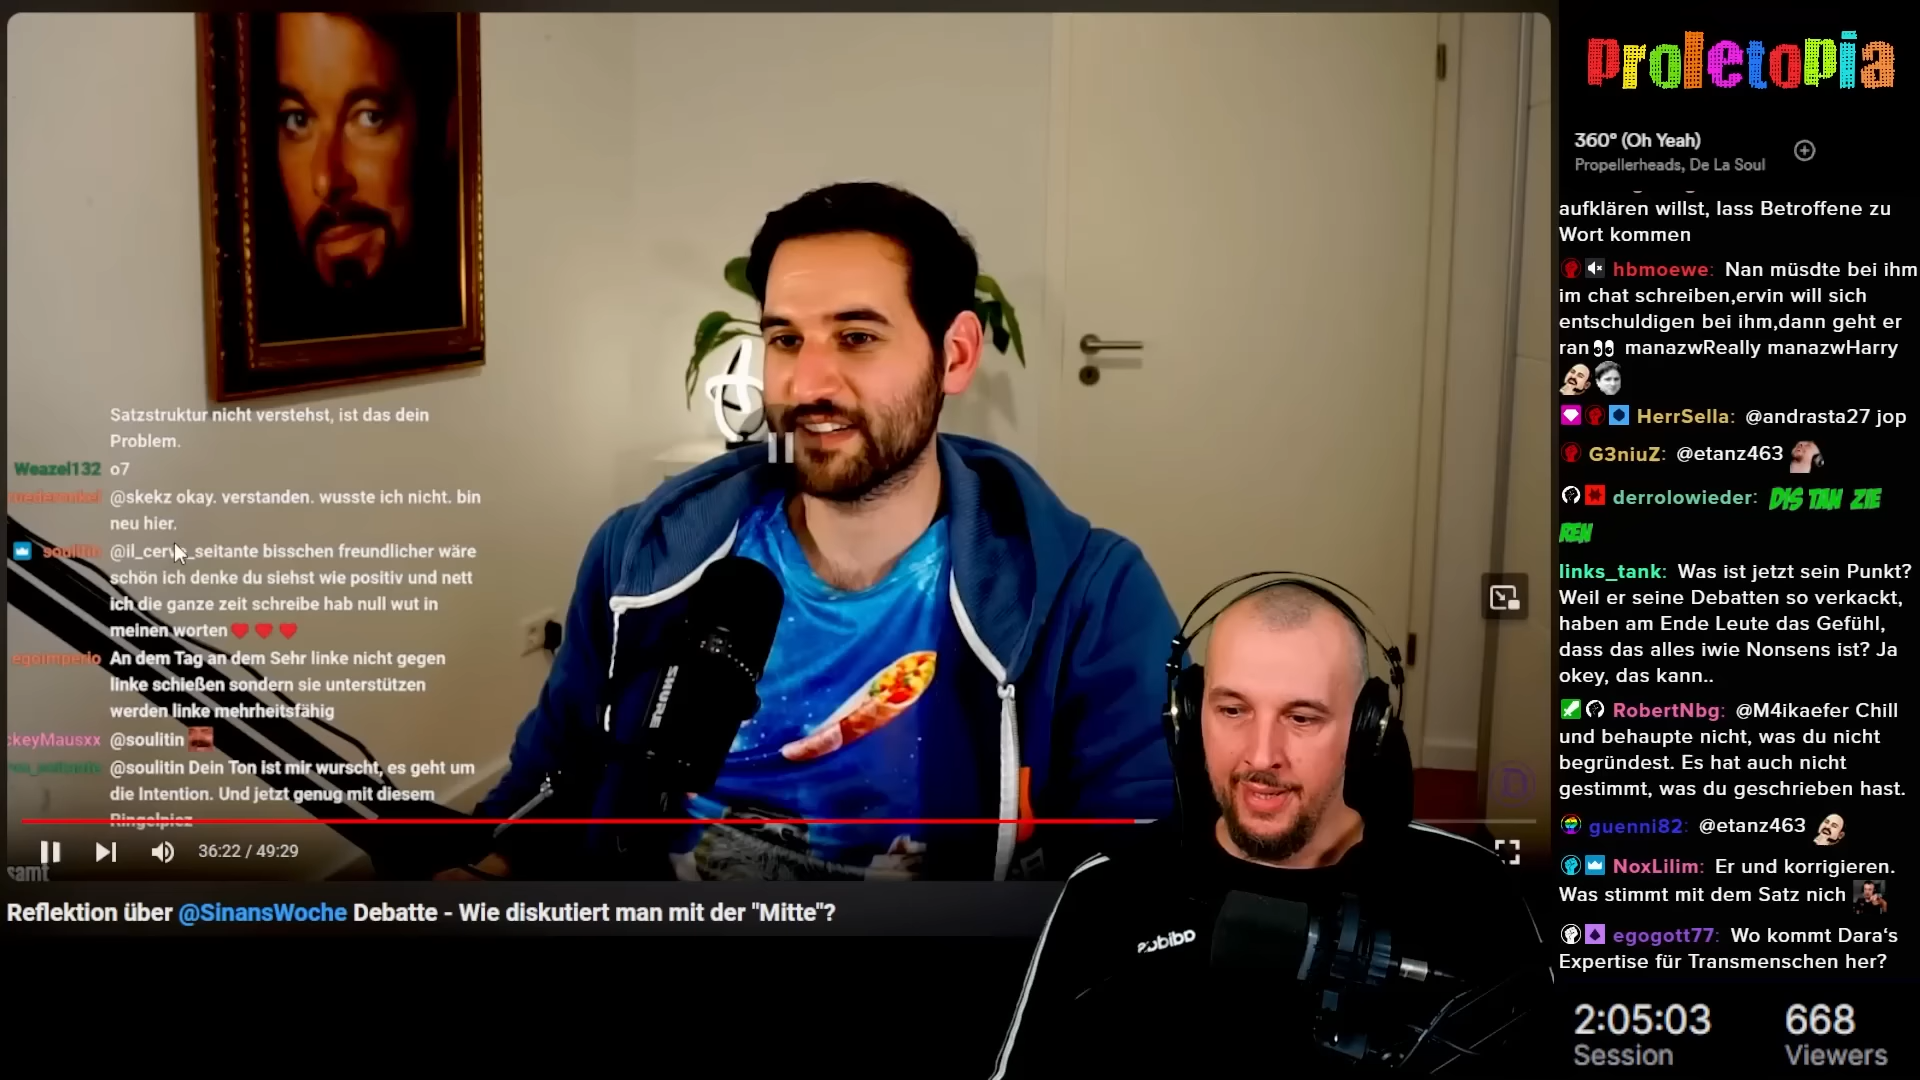 Proletopia
360° (Oh Yeah)
Propellerheads, De La Soul
aufklären willst, lass Betroffene zu
Wort kommen
hbmoewe: Nan müsdte bei ihm
im chat schreiben,ervin will sich
entschuldigen bei ihm,dann geht er
ran manazwReally manazwHarry
HerrSella: @andrasta27 jop
G3niuZ: @etanz463
derrolowieder: DIS TAN ZIE
REN
links_tank: Was ist jetzt sein Punkt?
Weil er seine Debatten so verkackt,
haben am Ende Leute das Gefühl,
dass das alles iwie Nonsens ist? Ja
okey, das kann..
RobertNbg: @M4ikaefer Chill
und behaupte nicht, was du nicht
begründest. Es hat auch nicht
gestimmt, was du geschrieben hast.
guenni82: @etanz463
NoxLilim: Er und korrigieren.
Was stimmt mit dem Satz nich
egogott77: Wo kommt Dara's
Expertise für Transmenschen her?
2:05:03
Session
668
Viewers
Satzstruktur nicht verstehst, ist das dein
Problem.
Weazel132 o7
@skekz okay. verstanden. wusste ich nicht. bin
neu hier.
soulitin @il_cervo_seitante bisschen freundlicher wäre
schön ich denke du siehst wie positiv und nett
ich die ganze zeit schreibe hab null wut in
meinen worten
egoimperio An dem Tag an dem Sehr linke nicht gegen
linke schießen sondern sie unterstützen
werden linke mehrheitsfähig
ckeyMausxx @soulitin
@soulitin Dein Ton ist mir wurscht, es geht um
die Intention. Und jetzt genug mit diesem
Ringelpiez
SHURE
36:22 / 49:29
samt
Reflektion über @SinansWoche Debatte - Wie diskutiert man mit der "Mitte"?
adidas